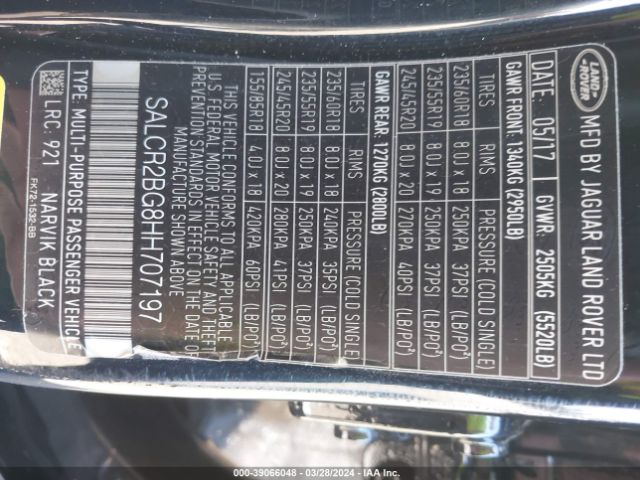 LAND
ROVER
MFD BY JAGUAR LAND ROVER LTD
DATE: 05/17 GVWR: 2505KG (5520LB)
GAWR FRONT: 1340KG (2950LB)
TIRES RIMS PRESSURE (COLD SINGLE)
235/60R18 8.0J x 18 250KPA 37PSI (LB/PO²)
235/55R19 8.0J x 19 250KPA 37PSI (LB/PO²)
245/45R20 8.0J x 20 270KPA 40PSI (LB/PO²)
GAWR REAR: 1270KG (2800LB)
TIRES RIMS PRESSURE (COLD SINGLE)
235/60R18 8.0J x 18 240KPA 35PSI (LB/PO²)
235/55R19 8.0J x 19 250KPA 37PSI (LB/PO²)
245/45R20 8.0J x 20 280KPA 41PSI (LB/PO²)
155/85R18 4.0J x 18 420KPA 60PSI (LB/PO²)
THIS VEHICLE CONFORMS TO ALL APPLICABLE
U.S FEDERAL MOTOR VEHICLE SAFETY AND THEFT
PREVENTION STANDARDS IN EFFECT ON THE DATE OF
MANUFACTURE SHOWN ABOVE
SALCR2BG8HH707197
TYPE: MULTI-PURPOSE PASSENGER VEHICLE
LRC: 921 NARVIK BLACK
FK72-1532-BB
000-39066048 | 03/28/2024 | IAA Inc.